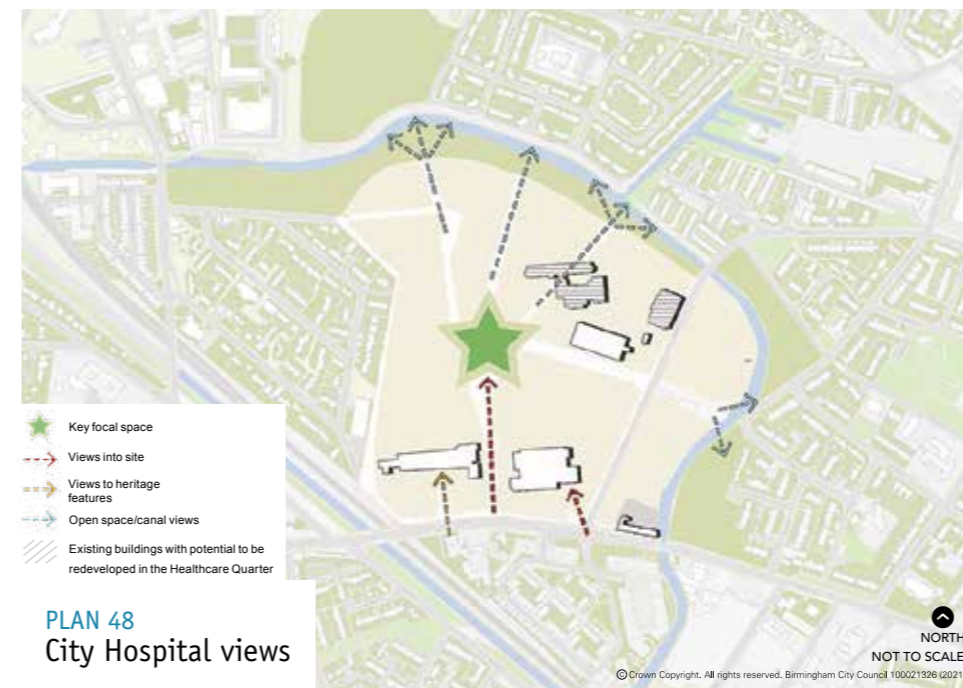 Key focal space
Views into site
Views to heritage
features
Open space/canal views
Existing buildings with potential to be
redeveloped in the Healthcare Quarter
PLAN 48
City Hospital views
NORTH
NOT TO SCALE
© Crown Copyright. All rights reserved. Birmingham City Council 100021326 (2021